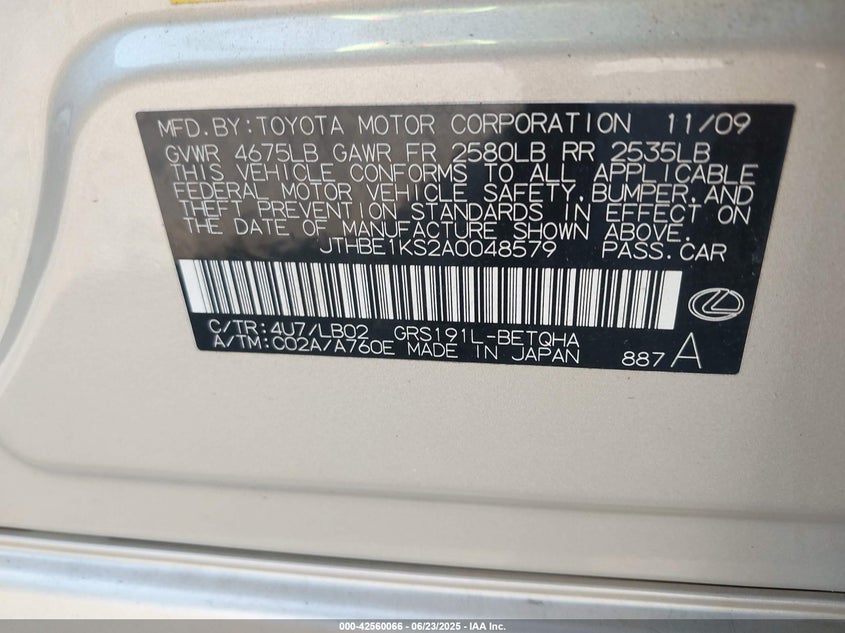 MFD.BY:TOYOTA MOTOR CORPORATION 11/09
GVWR 4675LB GAWR FR 2580LB RR 2535LB
THIS VEHICLE CONFORMS TO ALL APPLICABLE
FEDERAL MOTOR VEHICLE SAFETY,BUMPER,AND
THEFT PREVENTION STANDARDS IN EFFECT ON
THE DATE OF MANUFACTURE SHOWN ABOVE.
JTHBE1KS2A0048579 PASS.CAR
C/TR:4U7/LB02 GRS191L-BETQHA
A/TM:C02A/A760E MADE IN JAPAN 887A
000-42560066 - 06/23/2025 - IAA Inc.